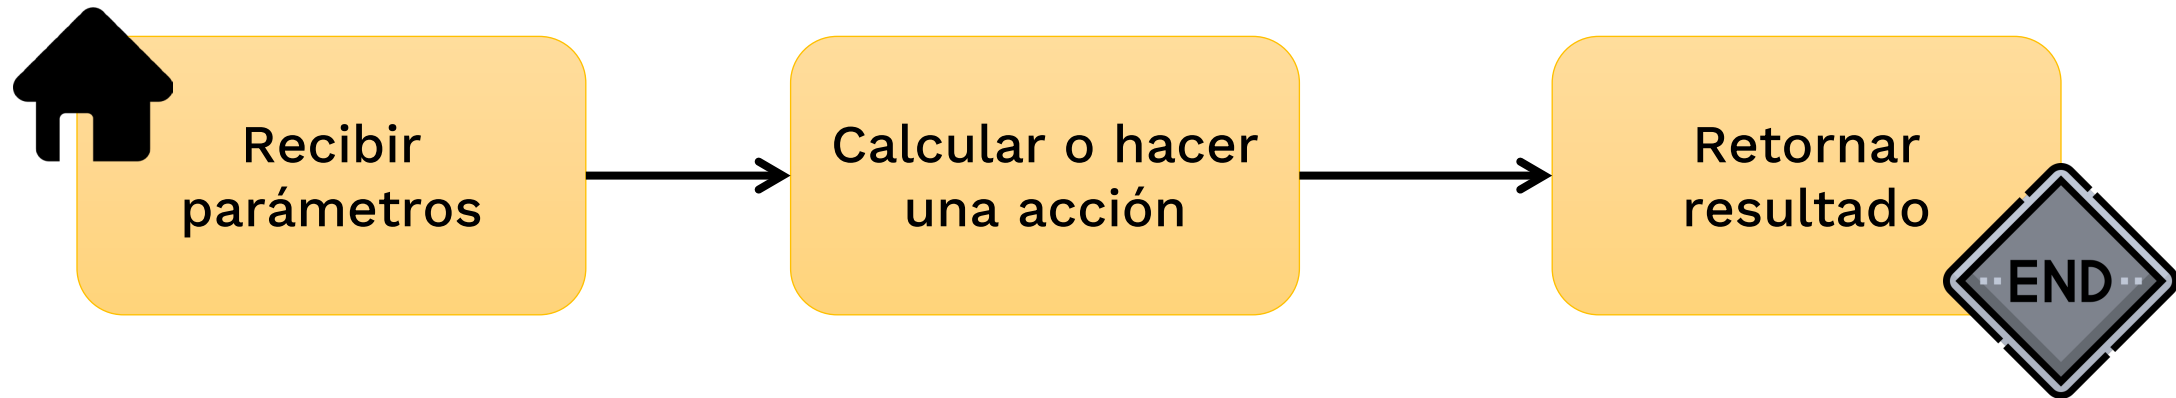 Recibir
parámetros
Calcular o hacer
una acción
Retornar
resultado
END